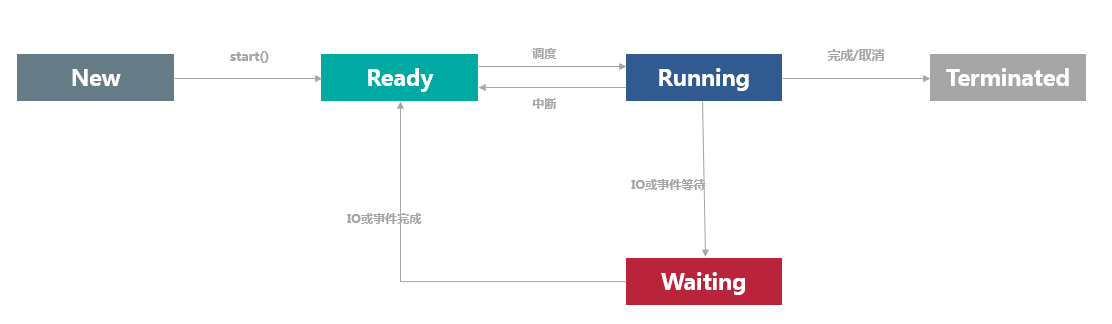 start()
调度
完成/取消
New
Ready
Running
Terminated
中断
IO或事件等待
IO或事件完成
Waiting